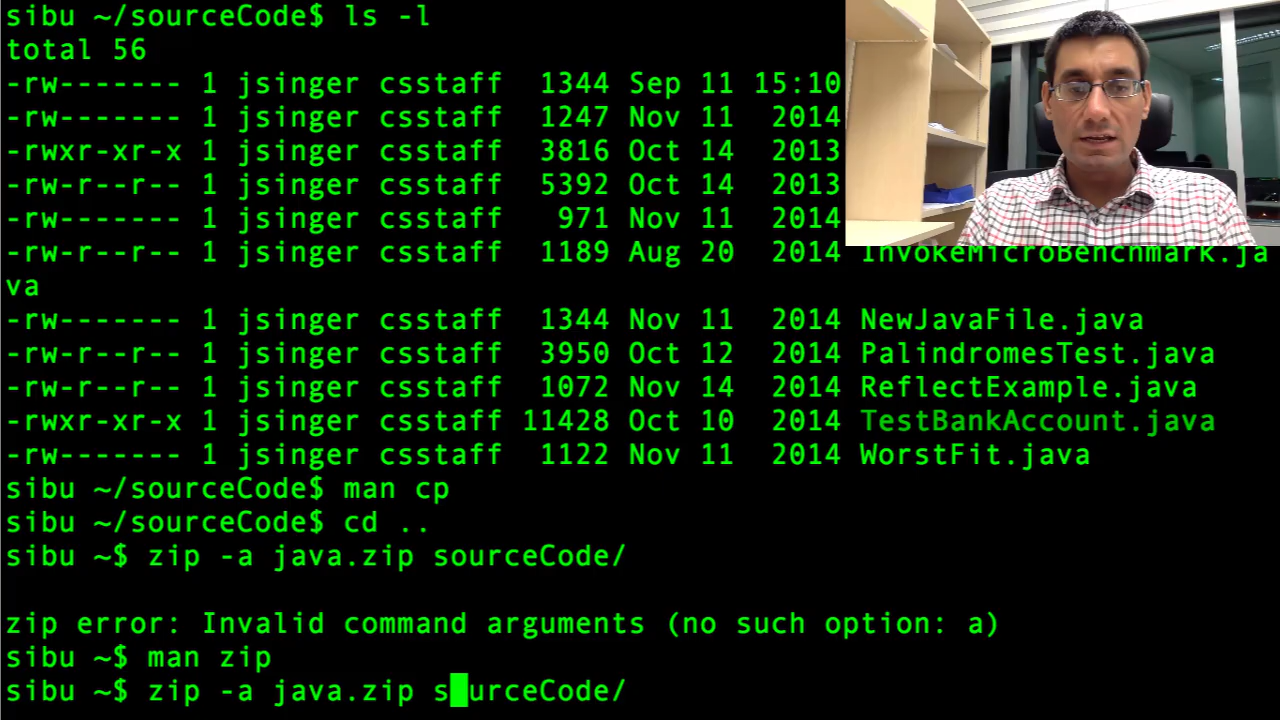 sibu ~/sourceCode$ ls -l
total 56
-rw------- 1 jsinger csstaff 1344 Sep 11 15:10
-rw------- 1 jsinger csstaff 1247 Nov 11 2014
-rwxr-xr-x 1 jsinger csstaff 3816 Oct 14 2013
-rw-r--r-- 1 jsinger csstaff 5392 Oct 14 2013
-rw------- 1 jsinger csstaff 971 Nov 11 2014
-rw-r--r-- 1 jsinger csstaff 1189 Aug 20 2014 InvokeMicroBenchmark.ja
va
-rw------- 1 jsinger csstaff 1344 Nov 11 2014 NewJavaFile.java
-rw-r--r-- 1 jsinger csstaff 3950 Oct 12 2014 PalindromesTest.java
-rw-r--r-- 1 jsinger csstaff 1072 Nov 14 2014 ReflectExample.java
-rwxr-xr-x 1 jsinger csstaff 11428 Oct 10 2014 TestBankAccount.java
-rw------- 1 jsinger csstaff 1122 Nov 11 2014 WorstFit.java
sibu ~/sourceCode$ man cp
sibu ~/sourceCode$ cd ..
sibu ~$ zip -a java.zip sourceCode/
zip error: Invalid command arguments (no such option: a)
sibu ~$ man zip
sibu ~$ zip -a java.zip sourceCode/